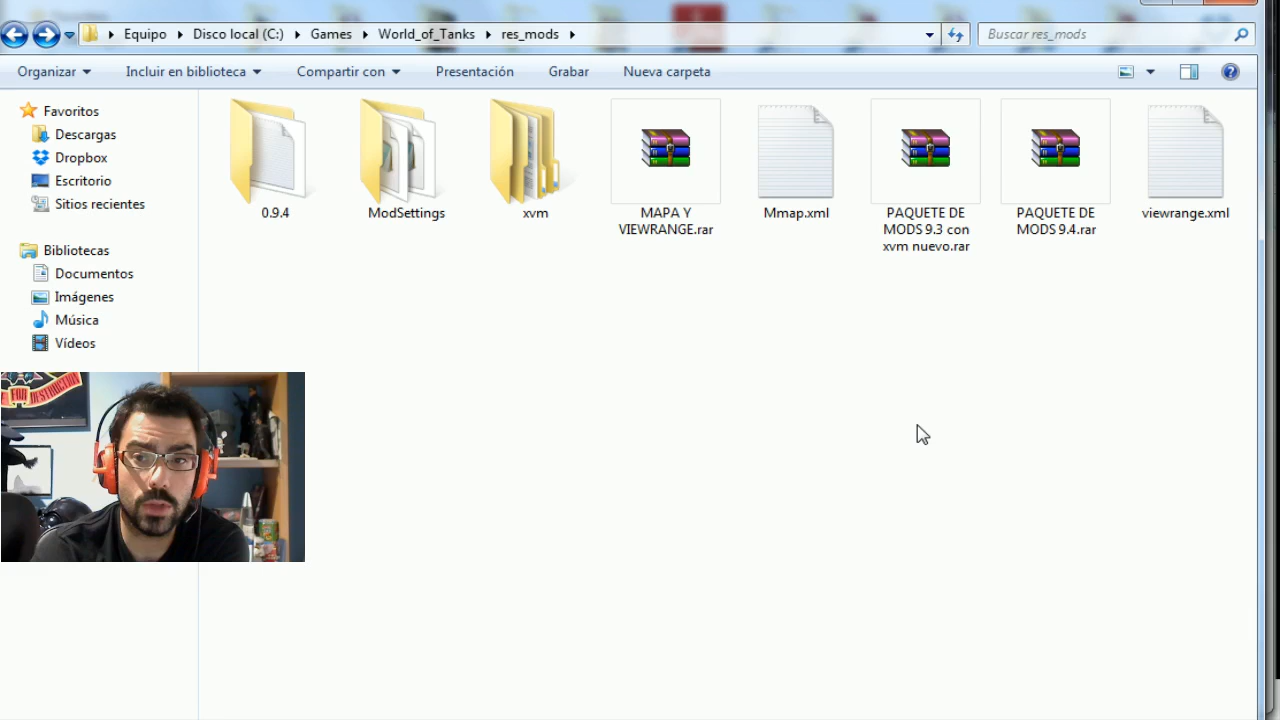 Equipo Disco local (C:) Games World_of_Tanks res_mods
Buscar res_mods
Organizar Incluir en biblioteca Compartir con Presentación Grabar Nueva carpeta
Favoritos
Descargas
Dropbox
Escritorio
Sitios recientes
Bibliotecas
Documentos
Imágenes
Música
Vídeos
0.9.4
ModSettings
xvm
MAPA Y
VIEWRANGE.rar
Mmap.xml
PAQUETE DE
MODS 9.3 con
xvm nuevo.rar
PAQUETE DE
MODS 9.4.rar
viewrange.xml
FOR DESTRUCTION